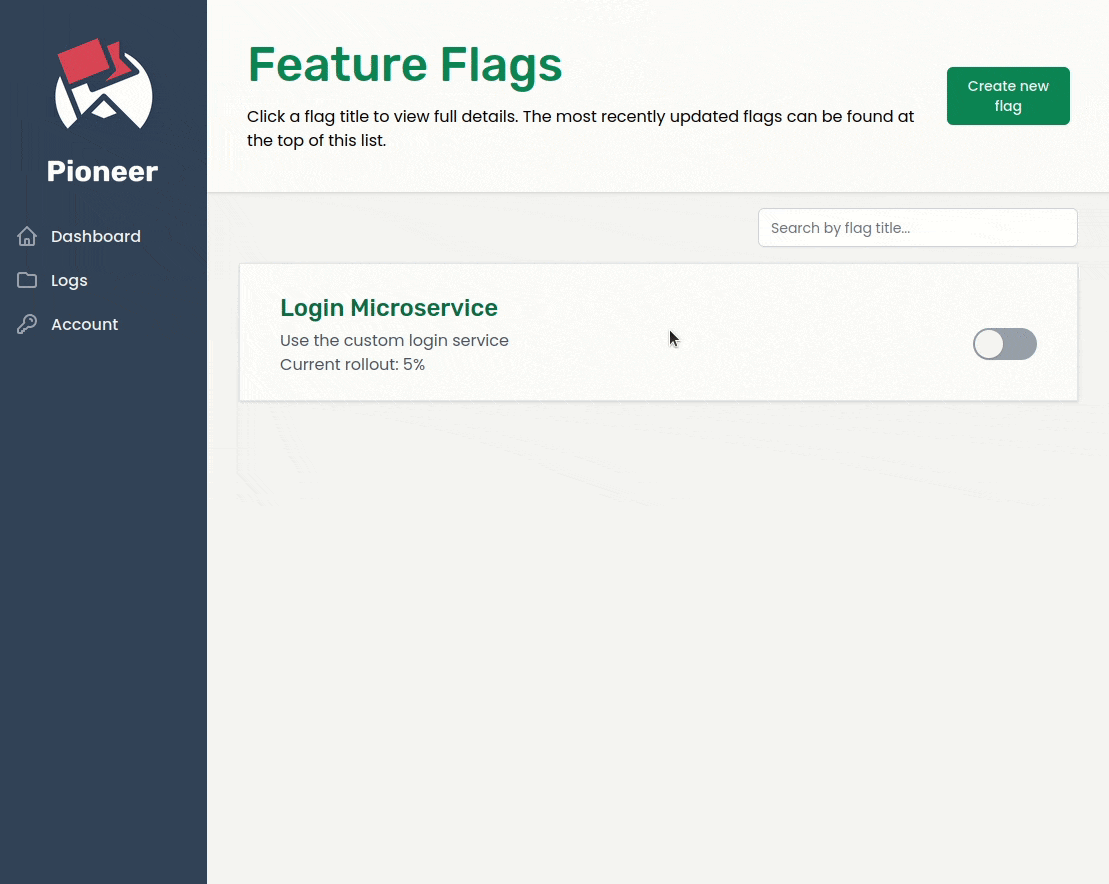 Pioneer
Dashboard
Logs
Account
Feature Flags
Click a flag title to view full details. The most recently updated flags can be found at
the top of this list.
Create new
flag
Search by flag title...
Login Microservice
Use the custom login service
Current rollout: 5%